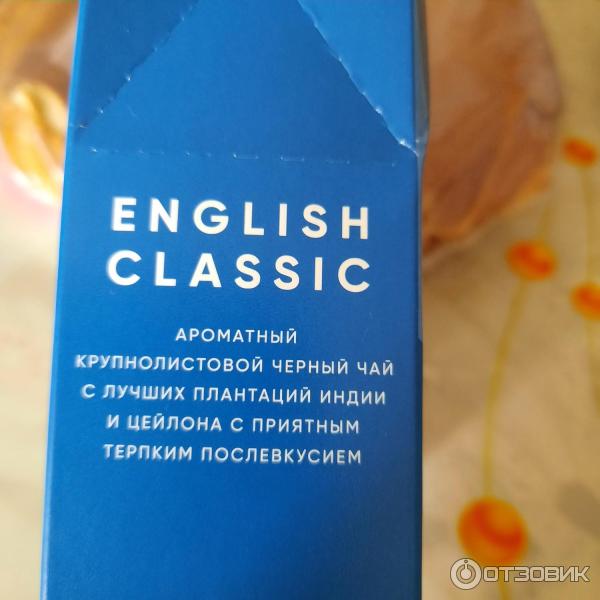 ENGLISH
CLASSIC
АРОМАТНЫЙ
КРУПНОЛИСТОВОЙ ЧЕРНЫЙ ЧАЙ
С ЛУЧШИХ ПЛАНТАЦИЙ ИНДИИ
И ЦЕЙЛОНА С ПРИЯТНЫМ
ТЕРПКИМ ПОСЛЕВКУСИЕМ
ОТЗОВИК